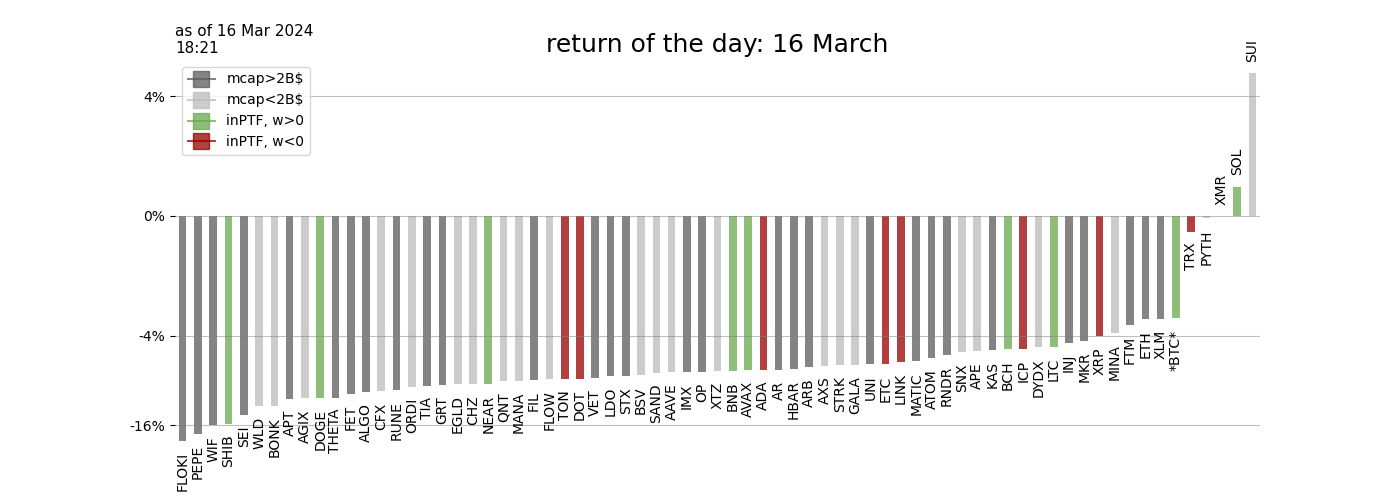 as of 16 Mar 2024
18:21
return of the day: 16 March
mcap>2B$
mcap<2B$
inPTF, w>0
inPTF, w<0
4%
0%
-4%
-16%
FLOKI
PEPE
WIF
SHIB
SEI
WLD
BONK
APT
AGIX
DOGE
THETA
FET
ALGO
CFX
RUNE
ORDI
TIA
GRT
EGLD
CHZ
NEAR
QNT
MANA
FIL
FLOW
TON
DOT
VET
LDO
STX
BSV
SAND
AAVE
IMX
OP
XTZ
BNB
AVAX
ADA
AR
HBAR
ARB
AXS
STRK
GALA
UNI
ETC
LINK
MATIC
ATOM
RNDR
SNX
APE
KAS
BCH
ICP
DYDX
LTC
INJ
MKR
XRP
MINA
FTM
ETH
XLM
*BTC*
TRX
PYTH
XMR
SOL
SUI